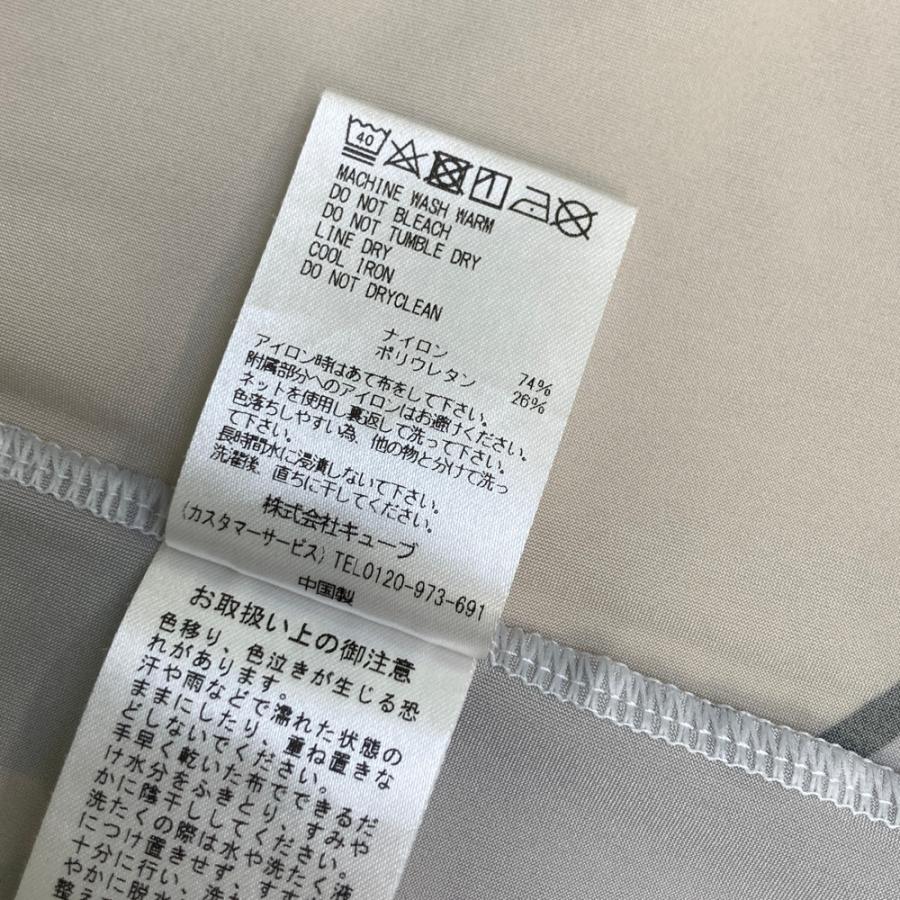 40
MACHINE WASH WARM
DO NOT BLEACH
DO NOT TUMBLE DRY
LINE DRY
COOL IRON
DO NOT DRYCLEAN
ナイロン 74%
ポリウレタン 26%
アイロン時はあて布をして下さい。
附属部分へのアイロンはお避けください。
ネットを使用し裏返して洗って下さい。
色落ちしやすい為、他の物と分けて洗っ
て下さい。
長時間水に浸漬しないで下さい。
洗濯後、直ちに干してください。
株式会社キューブ
(カスタマーサービス) TEL0120-973-691
中国製
お取扱い上の御注意
色移り、色泣きが生じる恐
れがあります。
汗や雨などで濡れた状態の
ままにしたり、重ね置きな
どしないでください。
手早く乾いた布でできるだ
け水分をふきとり、すみや
かに陰干ししてください。
洗たくの際は水や洗たく液
につけ置きせず、すす
十分に行い、洗
やかに脱水
整え